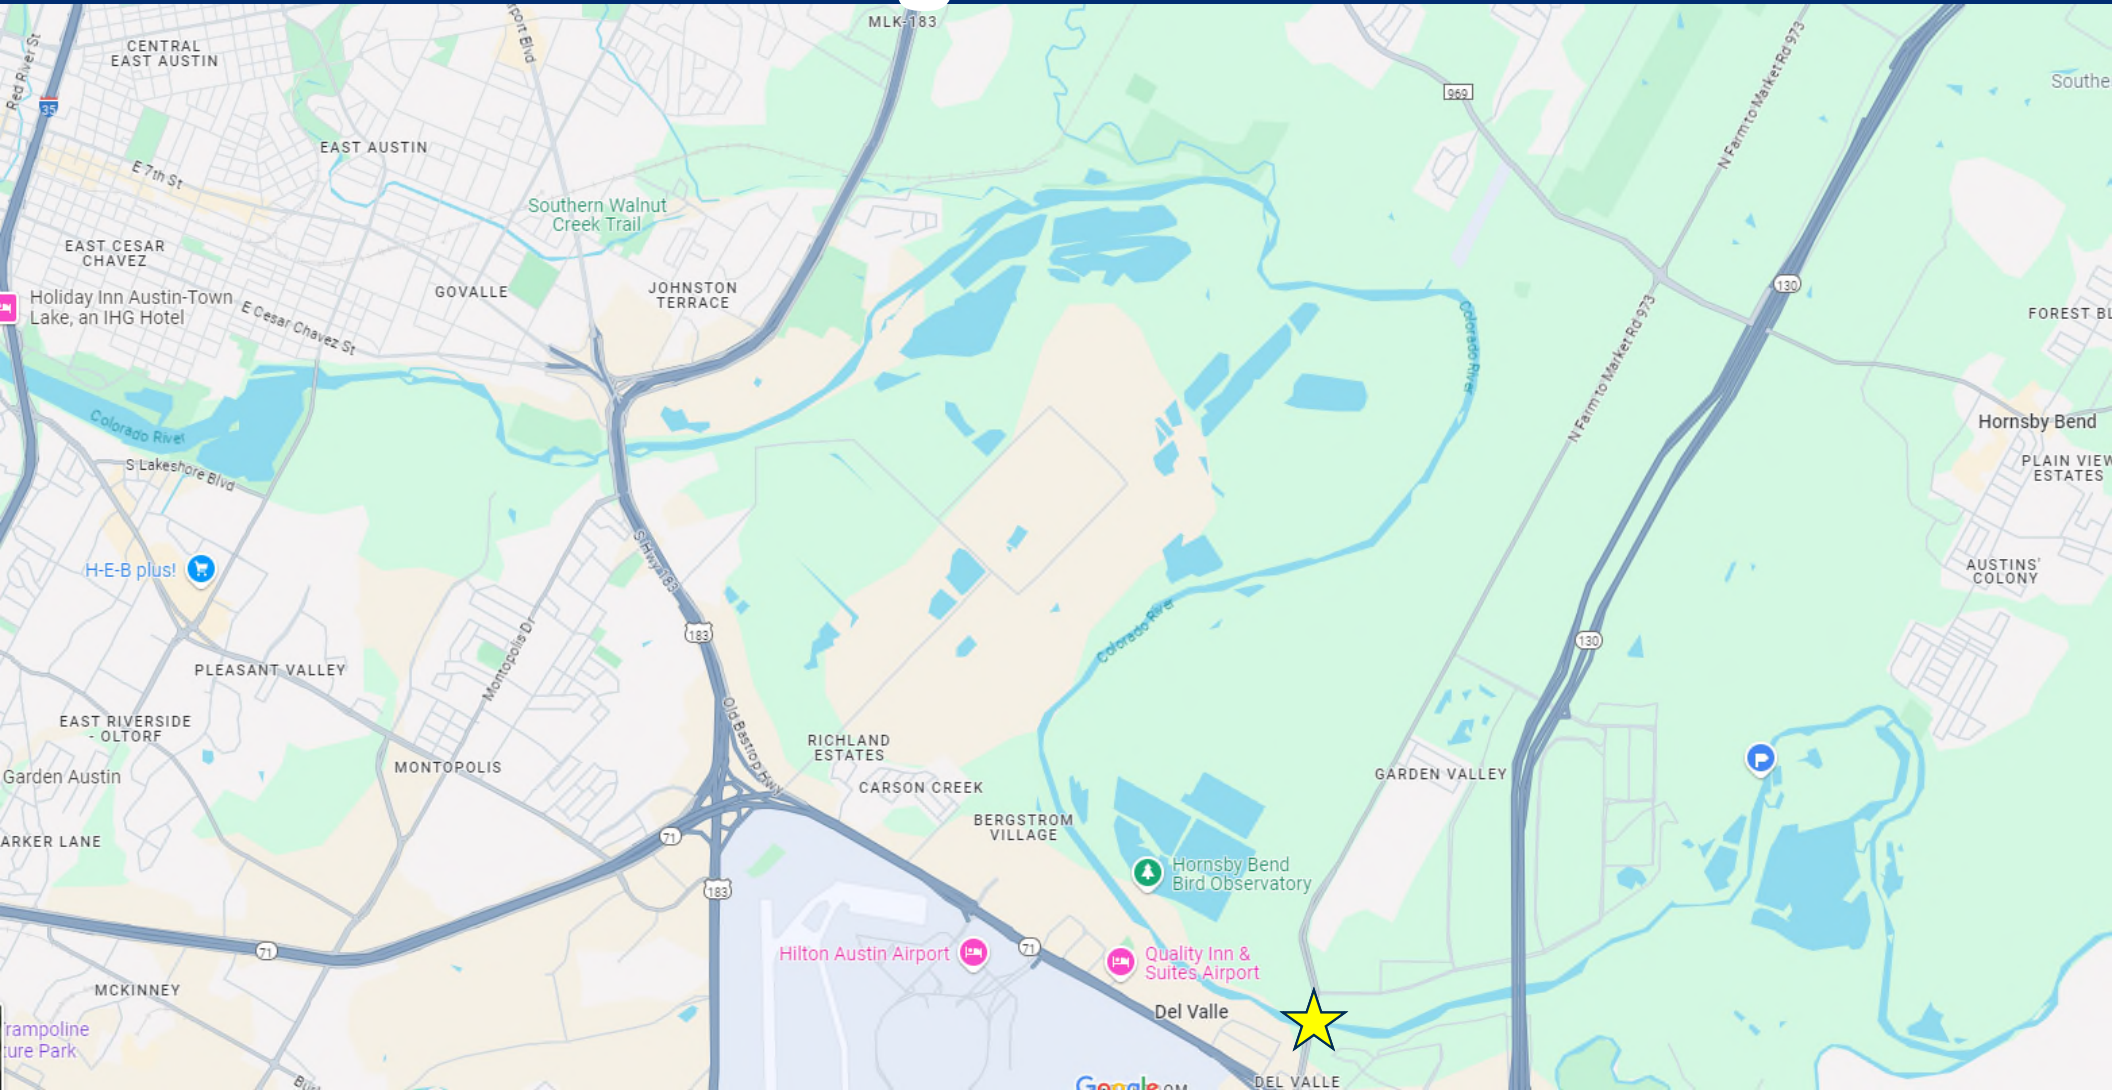 MLK-183
CENTRAL
EAST AUSTIN
Red River St
35
EAST AUSTIN
E 7th St
969
N Farm to Market Rd 973
Southern Walnut
Creek Trail
EAST CESAR
CHAVEZ
Holiday Inn Austin-Town
Lake, an IHG Hotel
E Cesar Chavez St
GOVALLE
JOHNSTON
TERRACE
130
Colorado River
FOREST
N Farm to Market Rd 973
Colorado River
S Lakeshore Blvd
Hornsby Bend
PLAIN VIEW
ESTATES
H-E-B plus!
S Hwy 183
AUSTINS'
COLONY
183
Colorado River
130
PLEASANT VALLEY
Montopolis Dr
Old Bastrop Hwy
EAST RIVERSIDE
- OLTORF
RICHLAND
ESTATES
MONTOPOLIS
Garden Austin
CARSON CREEK
GARDEN VALLEY
BERGSTROM
VILLAGE
71
ARKER LANE
Hornsby Bend
Bird Observatory
183
71
Hilton Austin Airport
71
Quality Inn &
Suites Airport
MCKINNEY
Del Valle
Trampoline
ture Park
Google
DEL VALLE